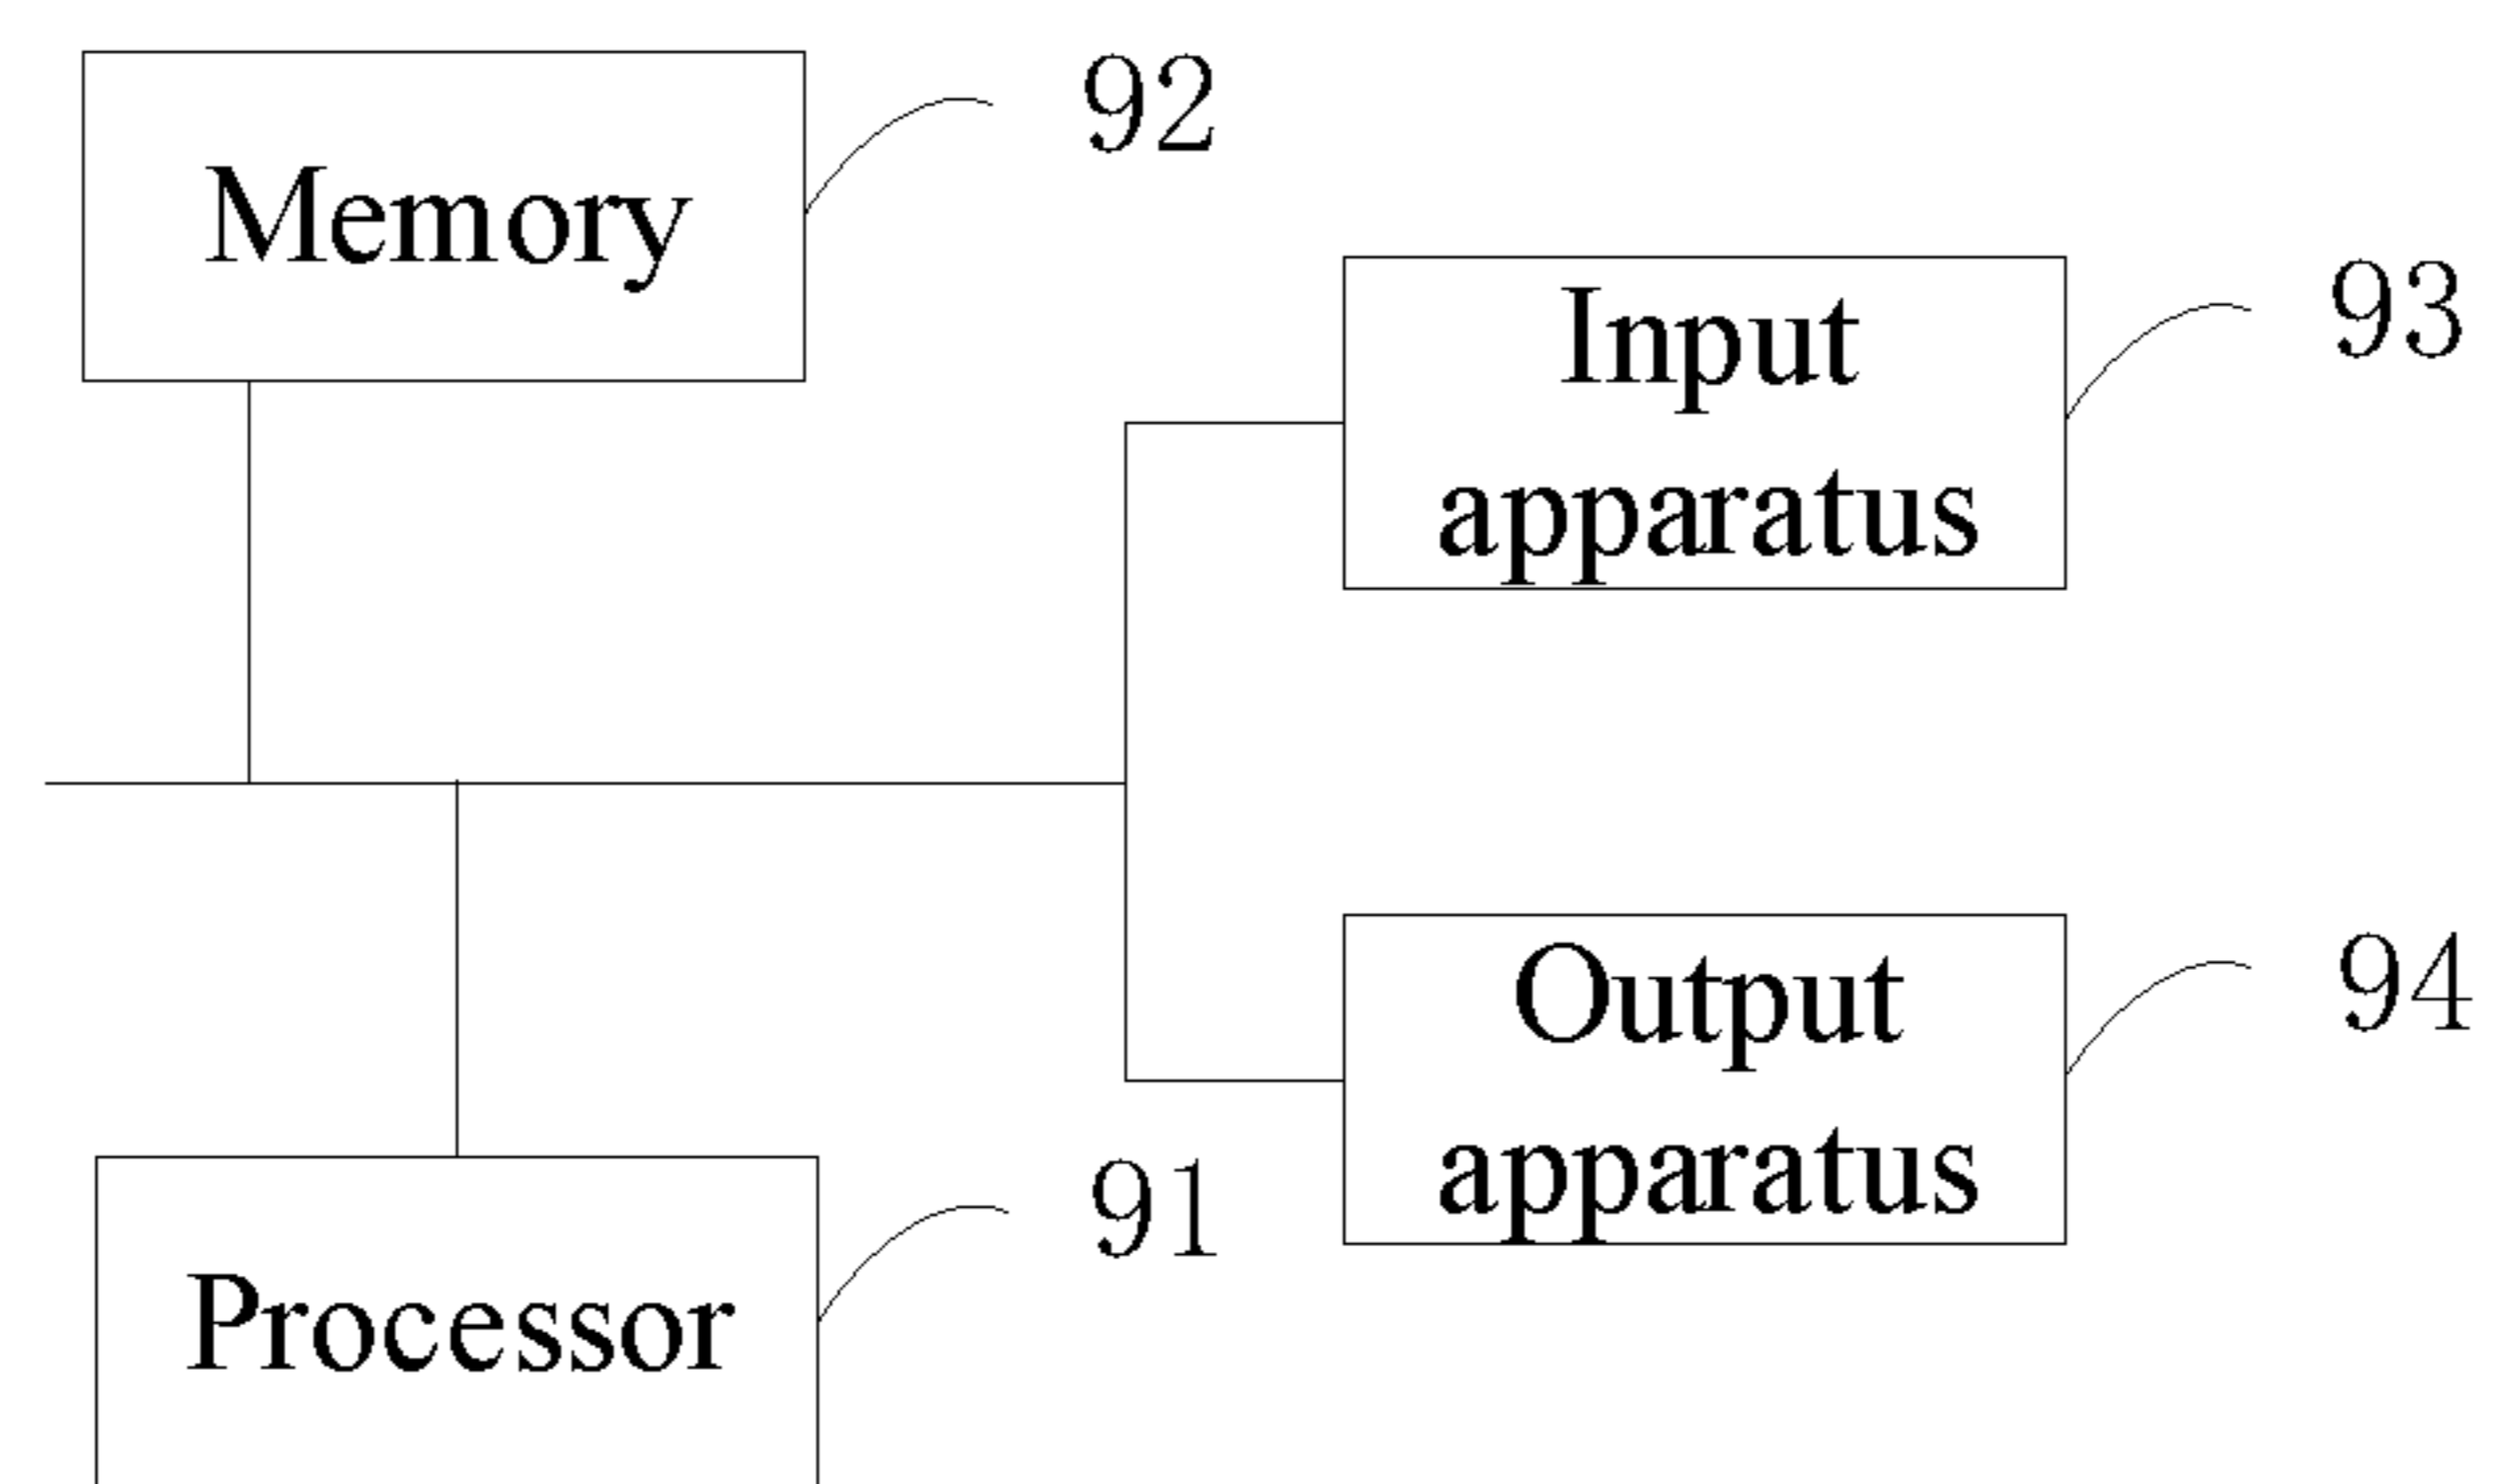 92
Memory
93
Input
apparatus
94
Output
apparatus
91
Processor